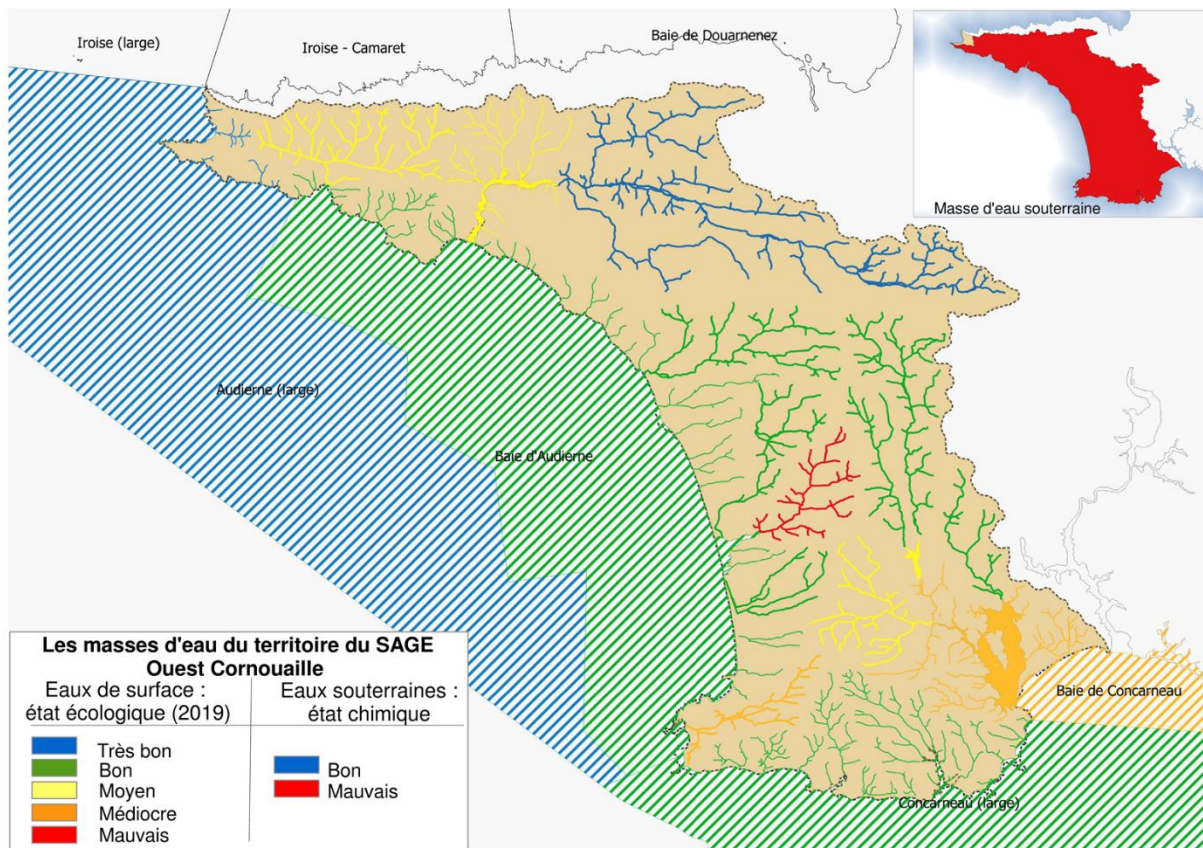 Iroise (large)
Iroise - Camaret
Baie de Douarnenez
Masse d'eau souterraine
Audierne (large)
Baie d'Audierne
Baie de Concarneau
Concarneau (large)
Les masses d'eau du territoire du SAGE
Ouest Cornouaille
Eaux de surface :
état écologique (2019)
Très bon
Bon
Moyen
Médiocre
Mauvais
Eaux souterraines :
état chimique
Bon
Mauvais